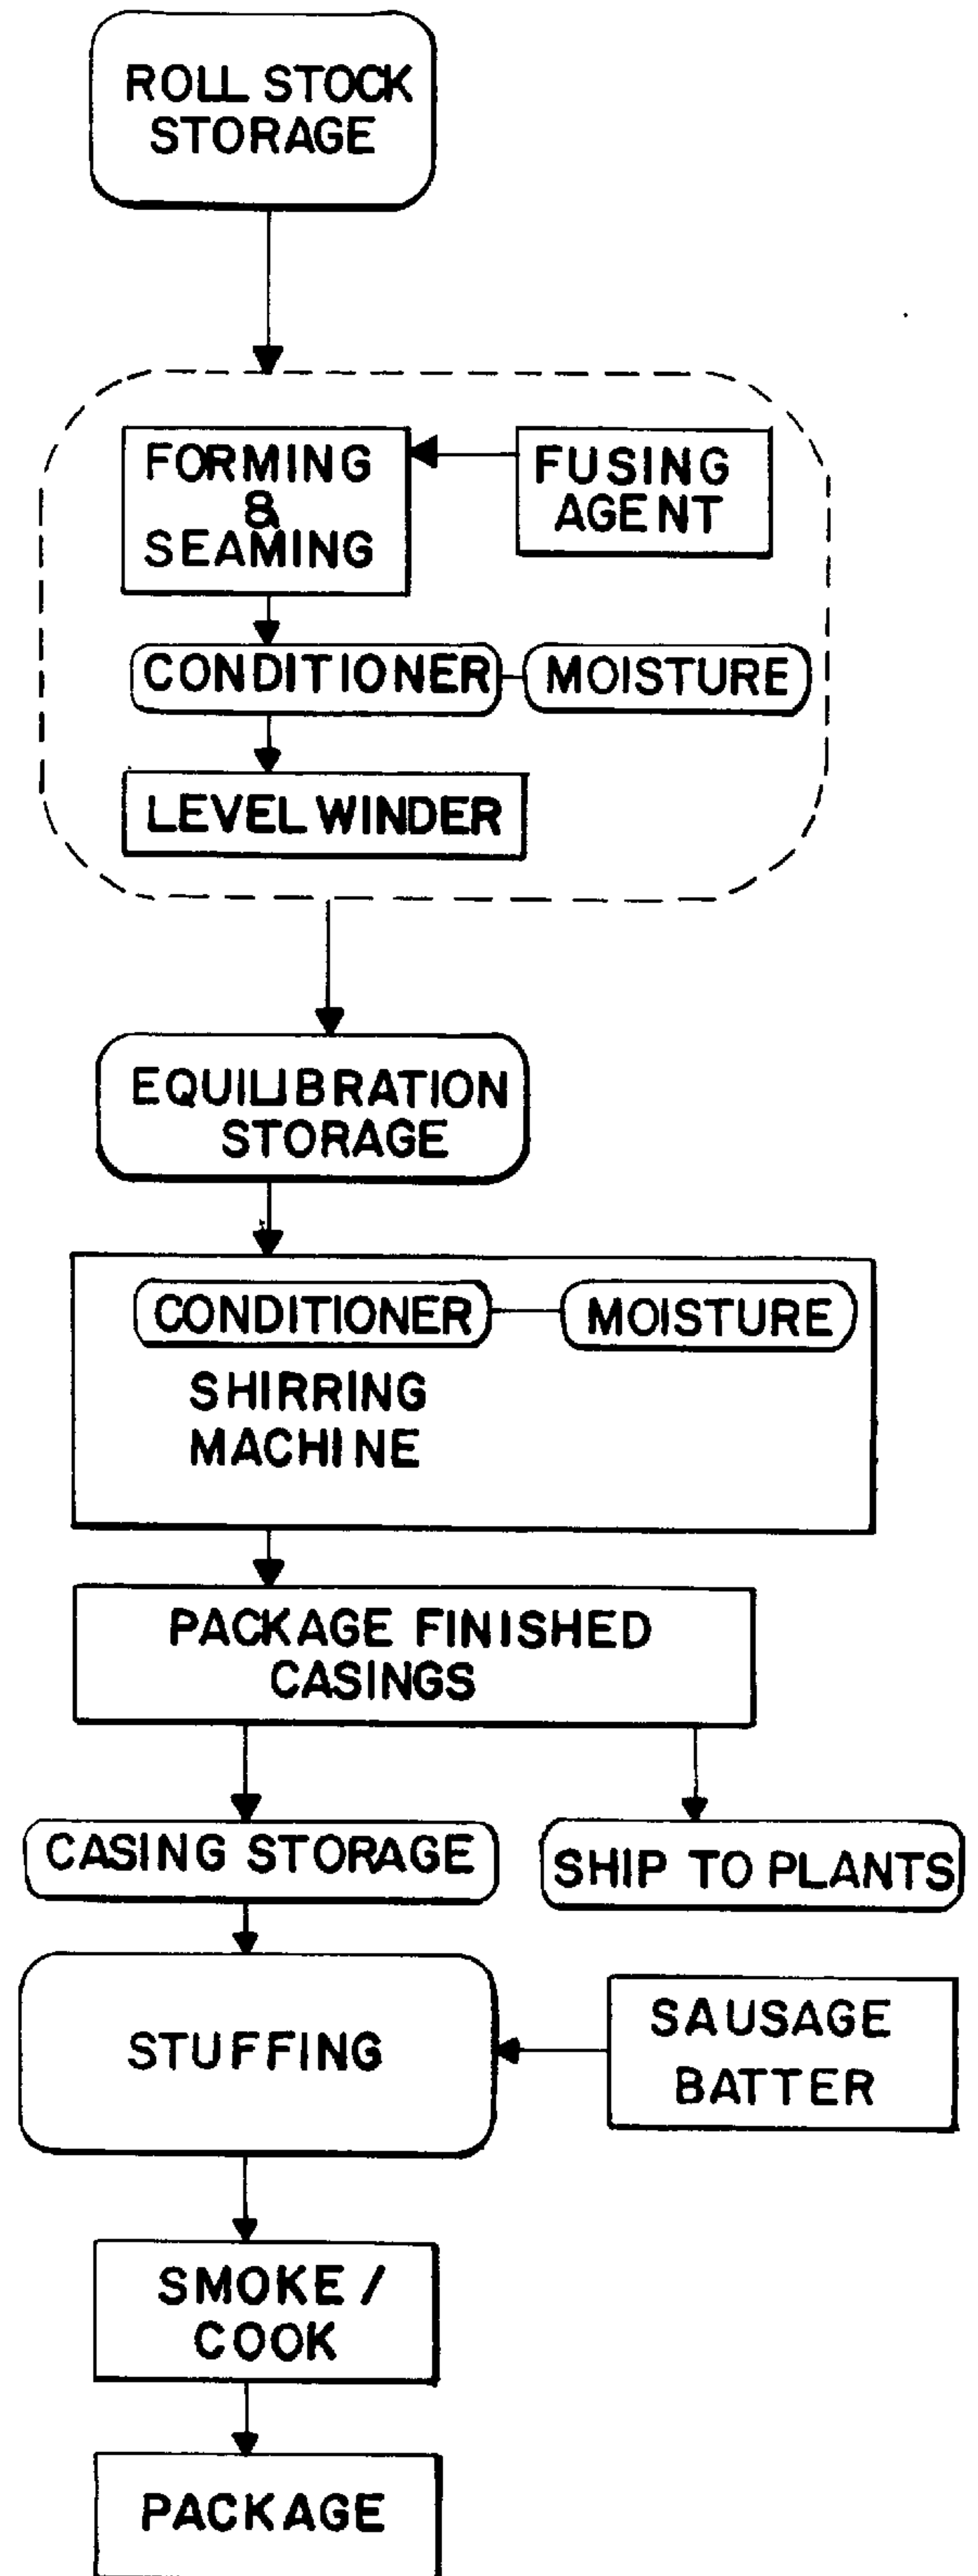 ROLL STOCK
STORAGE
FORMING
&
SEAMING
FUSING
AGENT
CONDITIONER
MOISTURE
LEVEL WINDER
EQUILIBRATION
STORAGE
CONDITIONER
MOISTURE
SHIRRING
MACHINE
PACKAGE FINISHED
CASINGS
CASING STORAGE
SHIP TO PLANTS
STUFFING
SAUSAGE
BATTER
SMOKE /
COOK
PACKAGE